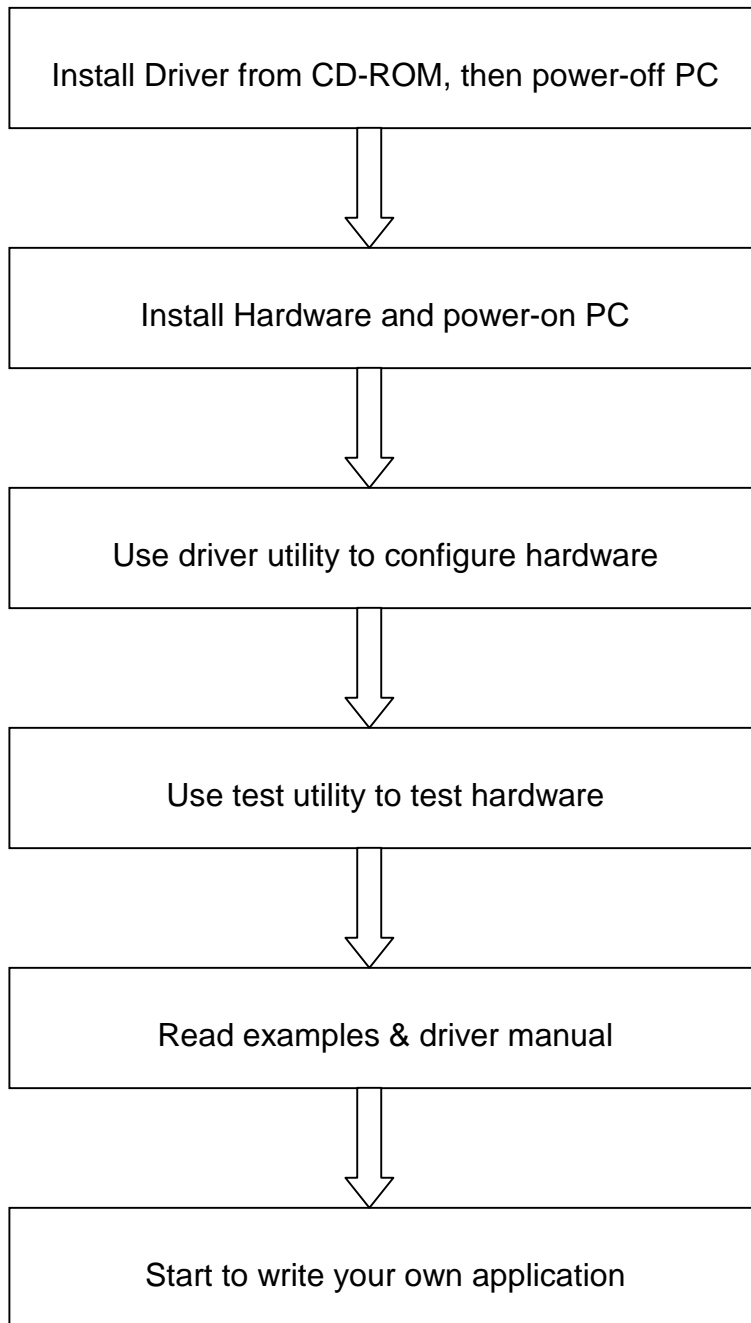 Install Driver from CD-ROM, then power-off PC
Install Hardware and power-on PC
Use driver utility to configure hardware
Use test utility to test hardware
Read examples & driver manual
Start to write your own application